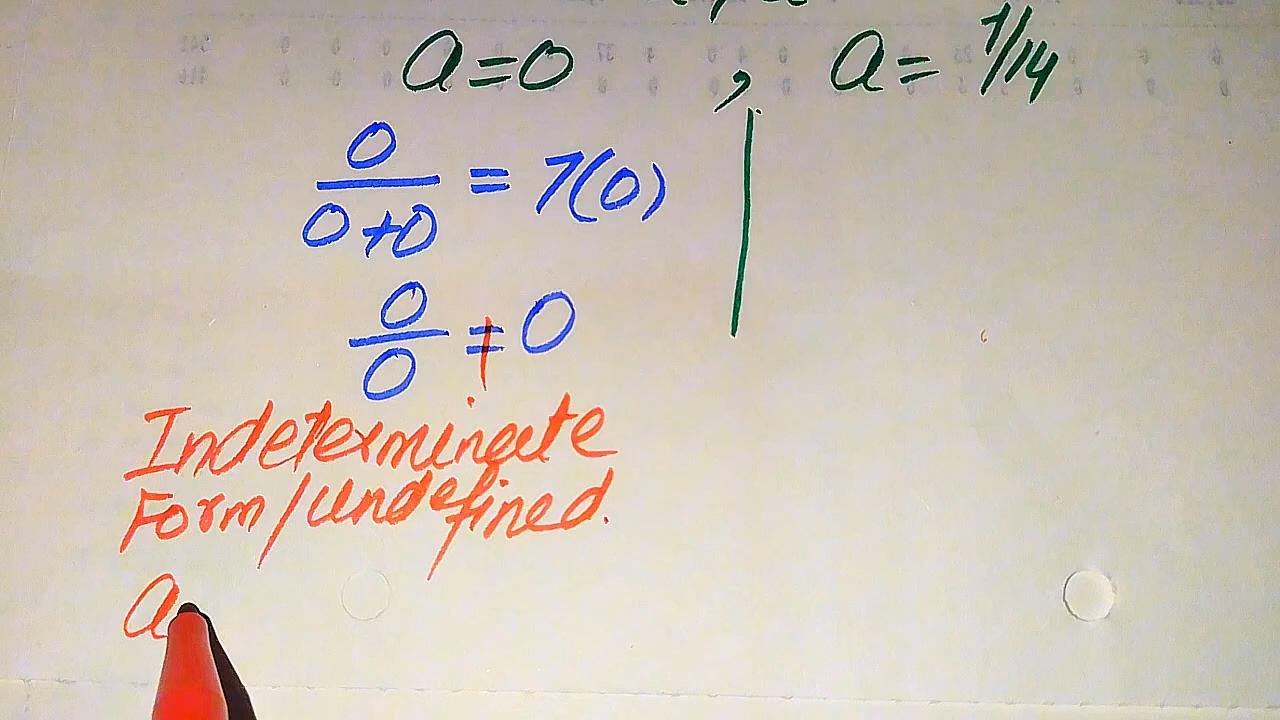 a = 0 , a = 1/14
0/(0+0) = 7(0)
0/0 ≠ 0
Indeterminate
Form/undefined.
a